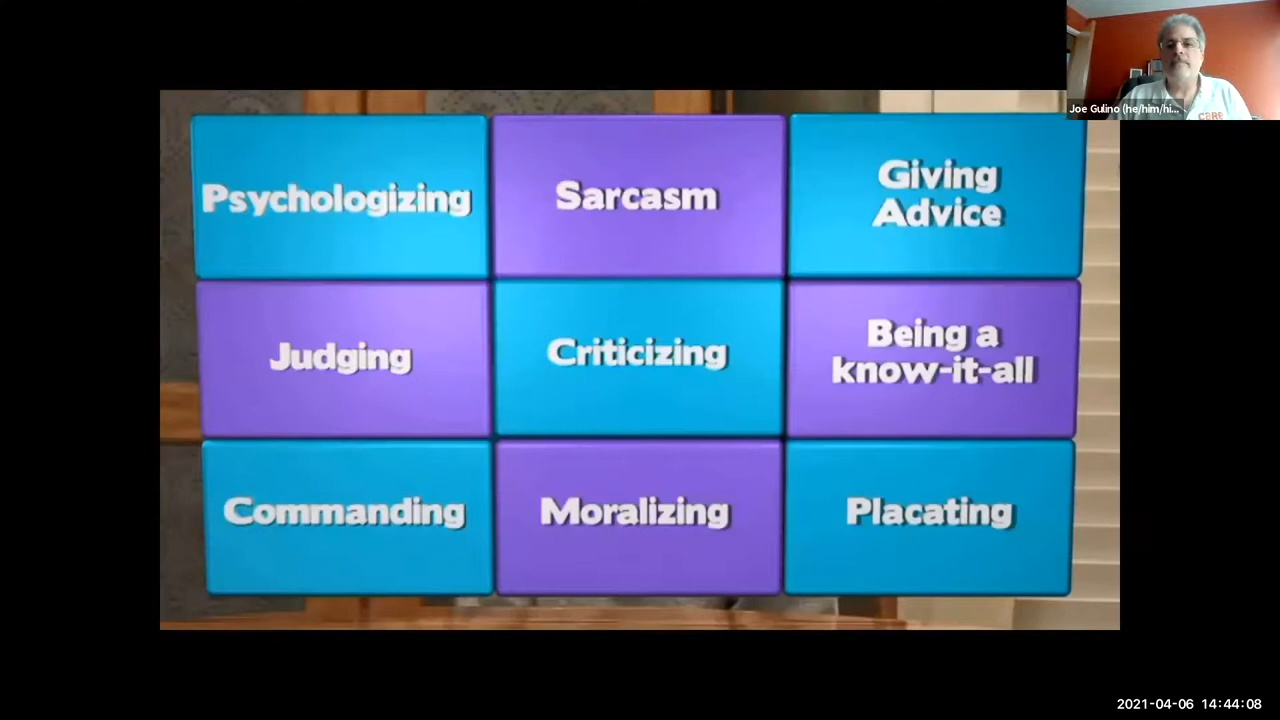 Joe Gulino (he/him/hi...
care
Psychologizing
Sarcasm
Giving
Advice
Judging
Criticizing
Being a
know-it-all
Commanding
Moralizing
Placating
2021-04-06 14:44:08